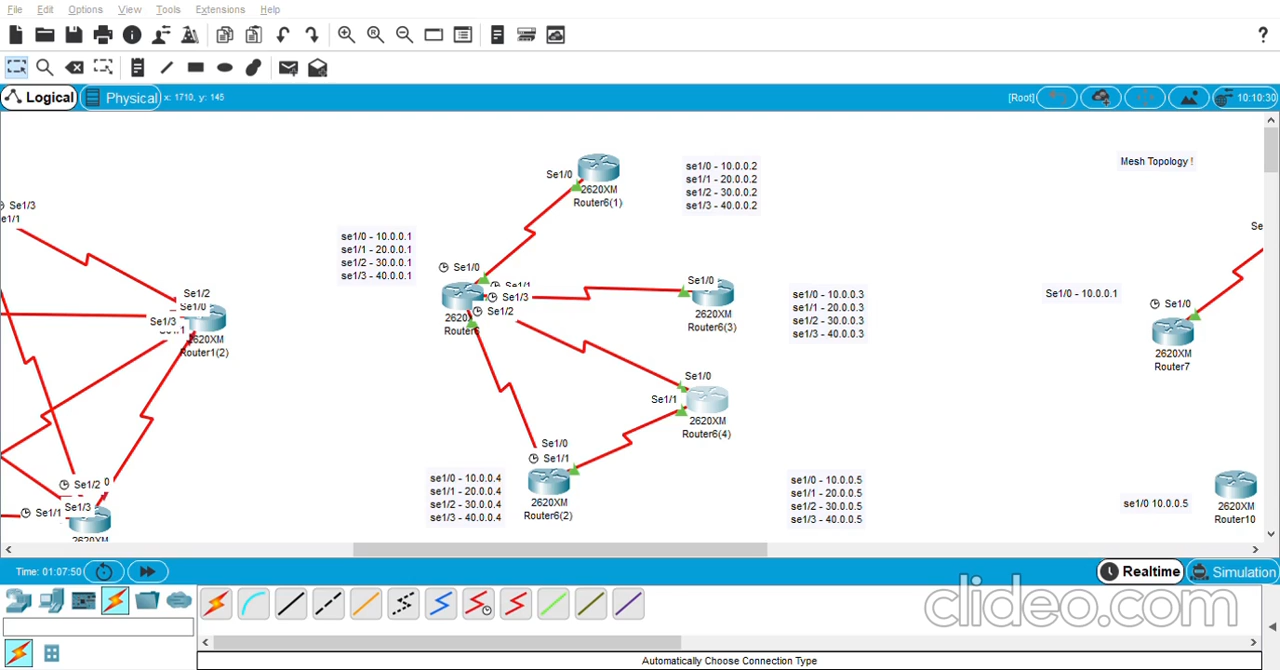 File Edit Options View Tools Extensions Help
?
Logical Physical x: 1710, y: 145 [Root] 10:10:30
Mesh Topology !
Se1/0
2620XM
Router6(1)
se1/0 - 10.0.0.2
se1/1 - 20.0.0.2
se1/2 - 30.0.0.2
se1/3 - 40.0.0.2
Se1/3
e1/1
se1/0 - 10.0.0.1
se1/1 - 20.0.0.1
se1/2 - 30.0.0.1
se1/3 - 40.0.0.1
Se
Se1/0
Se1/3
Se1/2
Se1/0
2620XM
Router6(3)
se1/0 - 10.0.0.3
se1/1 - 20.0.0.3
se1/2 - 30.0.0.3
se1/3 - 40.0.0.3
Se1/0 - 10.0.0.1
Se1/0
2620XM
Router7
Se1/2
Se1/0
Se1/3
2620XM
Router1(2)
Se1/0
Se1/1
2620XM
Router6(4)
Se1/0
Se1/1
2620XM
Router6(2)
se1/0 - 10.0.0.4
se1/1 - 20.0.0.4
se1/2 - 30.0.0.4
se1/3 - 40.0.0.4
se1/0 - 10.0.0.5
se1/1 - 20.0.0.5
se1/2 - 30.0.0.5
se1/3 - 40.0.0.5
se1/0 10.0.0.5
2620XM
Router10
Se1/2 0
Se1/3
Se1/1
2620XM
Time: 01:07:50 Realtime Simulation
clideo.com
Automatically Choose Connection Type